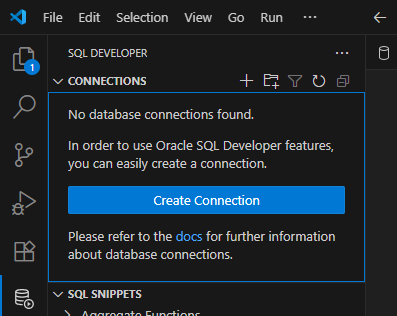 File Edit Selection View Go Run ···
SQL DEVELOPER ···
1
CONNECTIONS
No database connections found.
In order to use Oracle SQL Developer features,
you can easily create a connection.
Create Connection
Please refer to the docs for further information
about database connections.
SQL SNIPPETS
Aggregate Functions